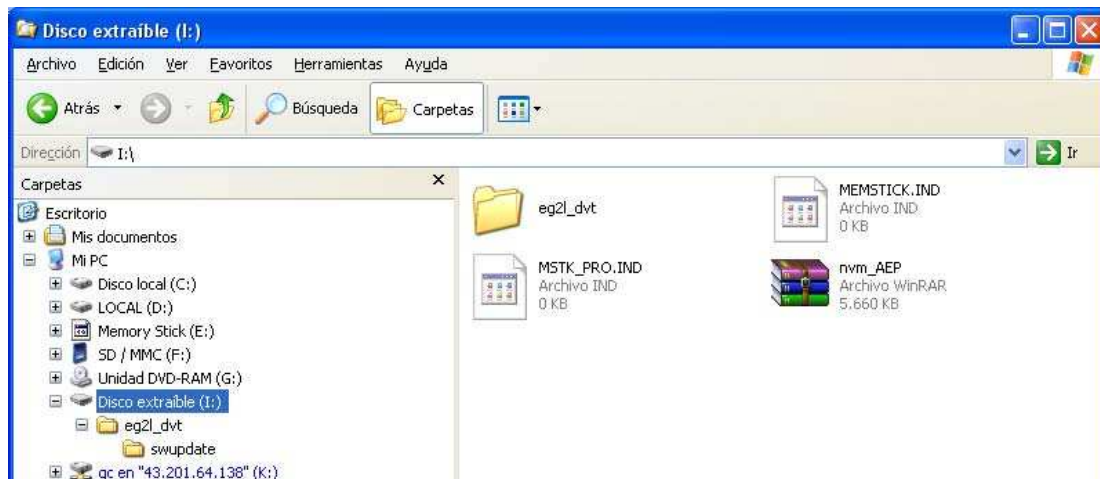 Disco extraíble (I:)
Archivo Edición Ver Favoritos Herramientas Ayuda
Atrás Búsqueda Carpetas
Dirección I:\ Ir
Carpetas
Escritorio
Mis documentos
Mi PC
Disco local (C:)
LOCAL (D:)
Memory Stick (E:)
SD / MMC (F:)
Unidad DVD-RAM (G:)
Disco extraíble (I:)
eg2l_dvt
swupdate
qc en "43.201.64.138" (K:)
eg2l_dvt
MEMSTICK.IND
Archivo IND
0 KB
MSTK_PRO.IND
Archivo IND
0 KB
nvm_AEP
Archivo WinRAR
5.660 KB